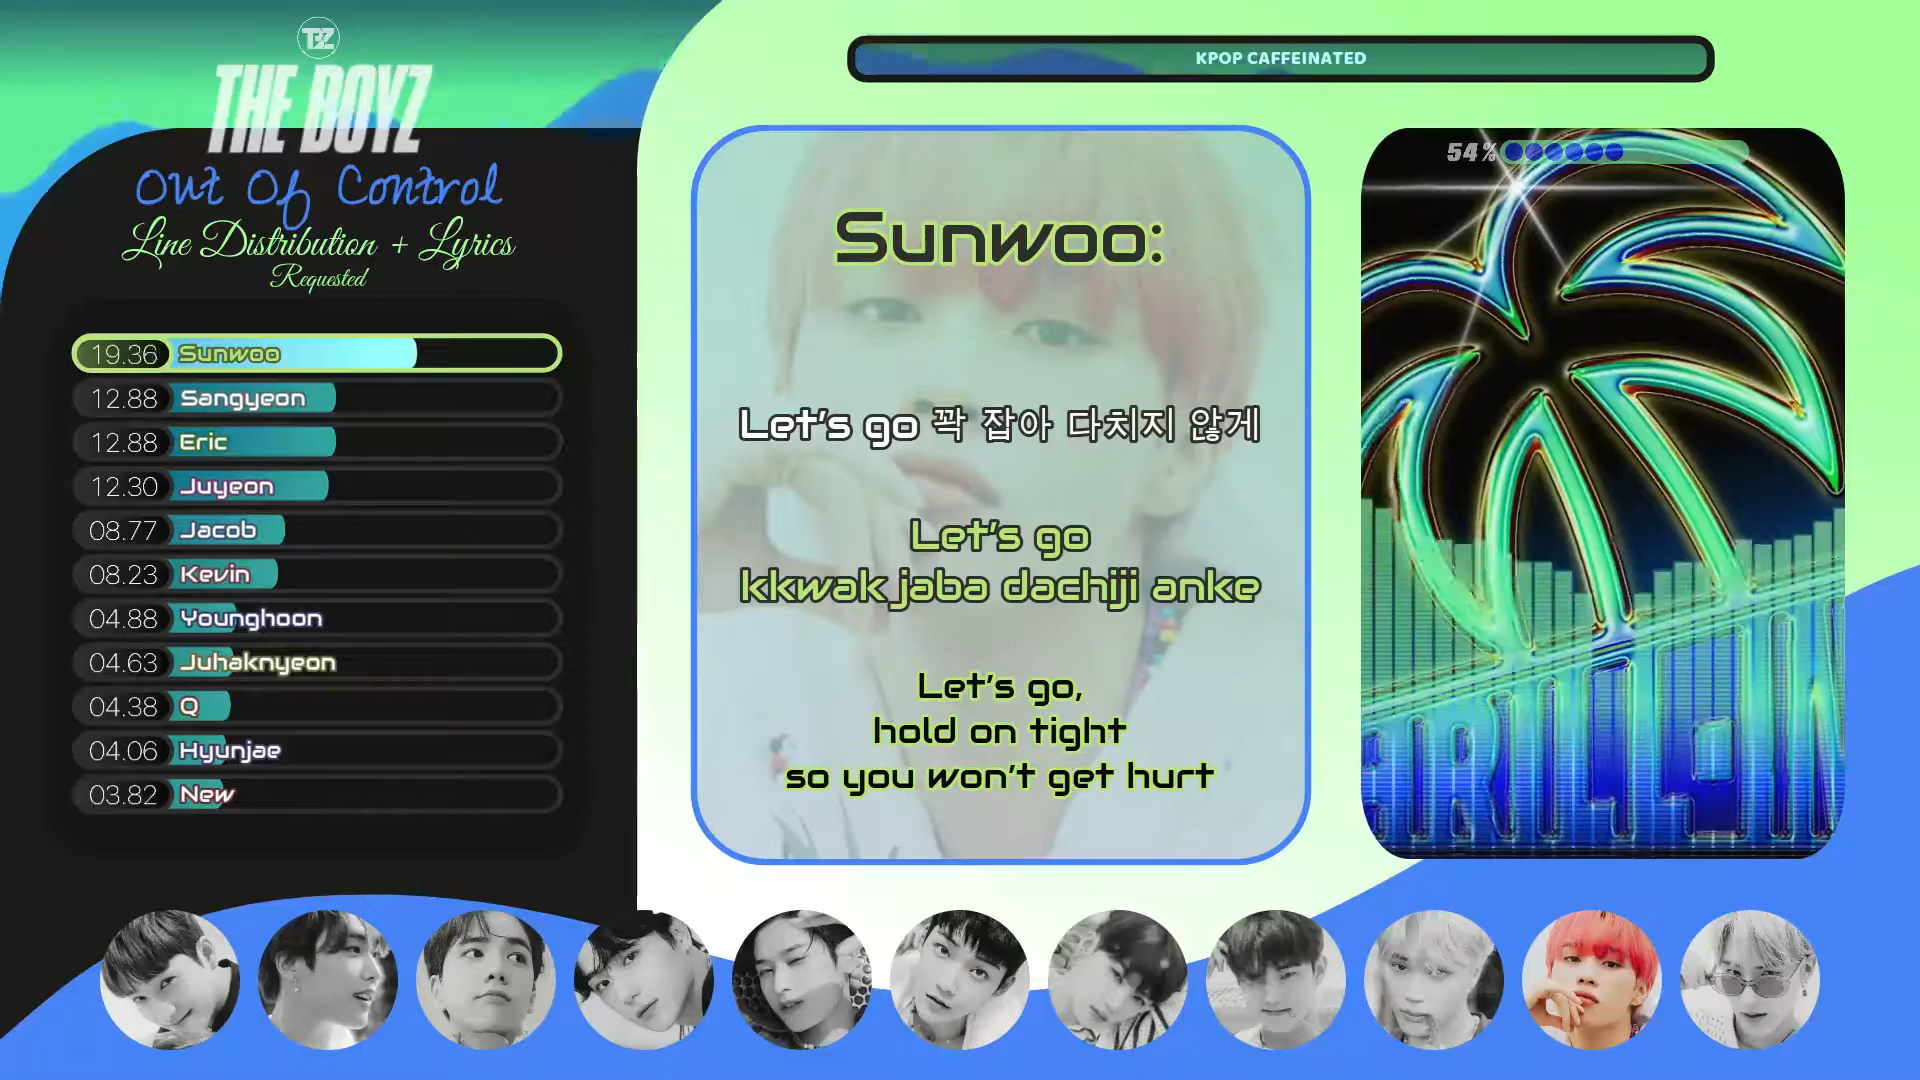 TBZ
THE BOYZ
Out Of Control
Line Distribution + Lyrics
Requested
19.36 Sunwoo
12.88 Sangyeon
12.88 Eric
12.30 Juyeon
08.77 Jacob
08.23 Kevin
04.88 Younghoon
04.63 Juhaknyeon
04.38 Q
04.06 Hyunjae
03.82 New
KPOP CAFFEINATED
Sunwoo:
Let's go 꽉 잡아 다치지 않게
Let's go
kkwak jaba dachiji anke
Let's go,
hold on tight
so you won't get hurt
54%